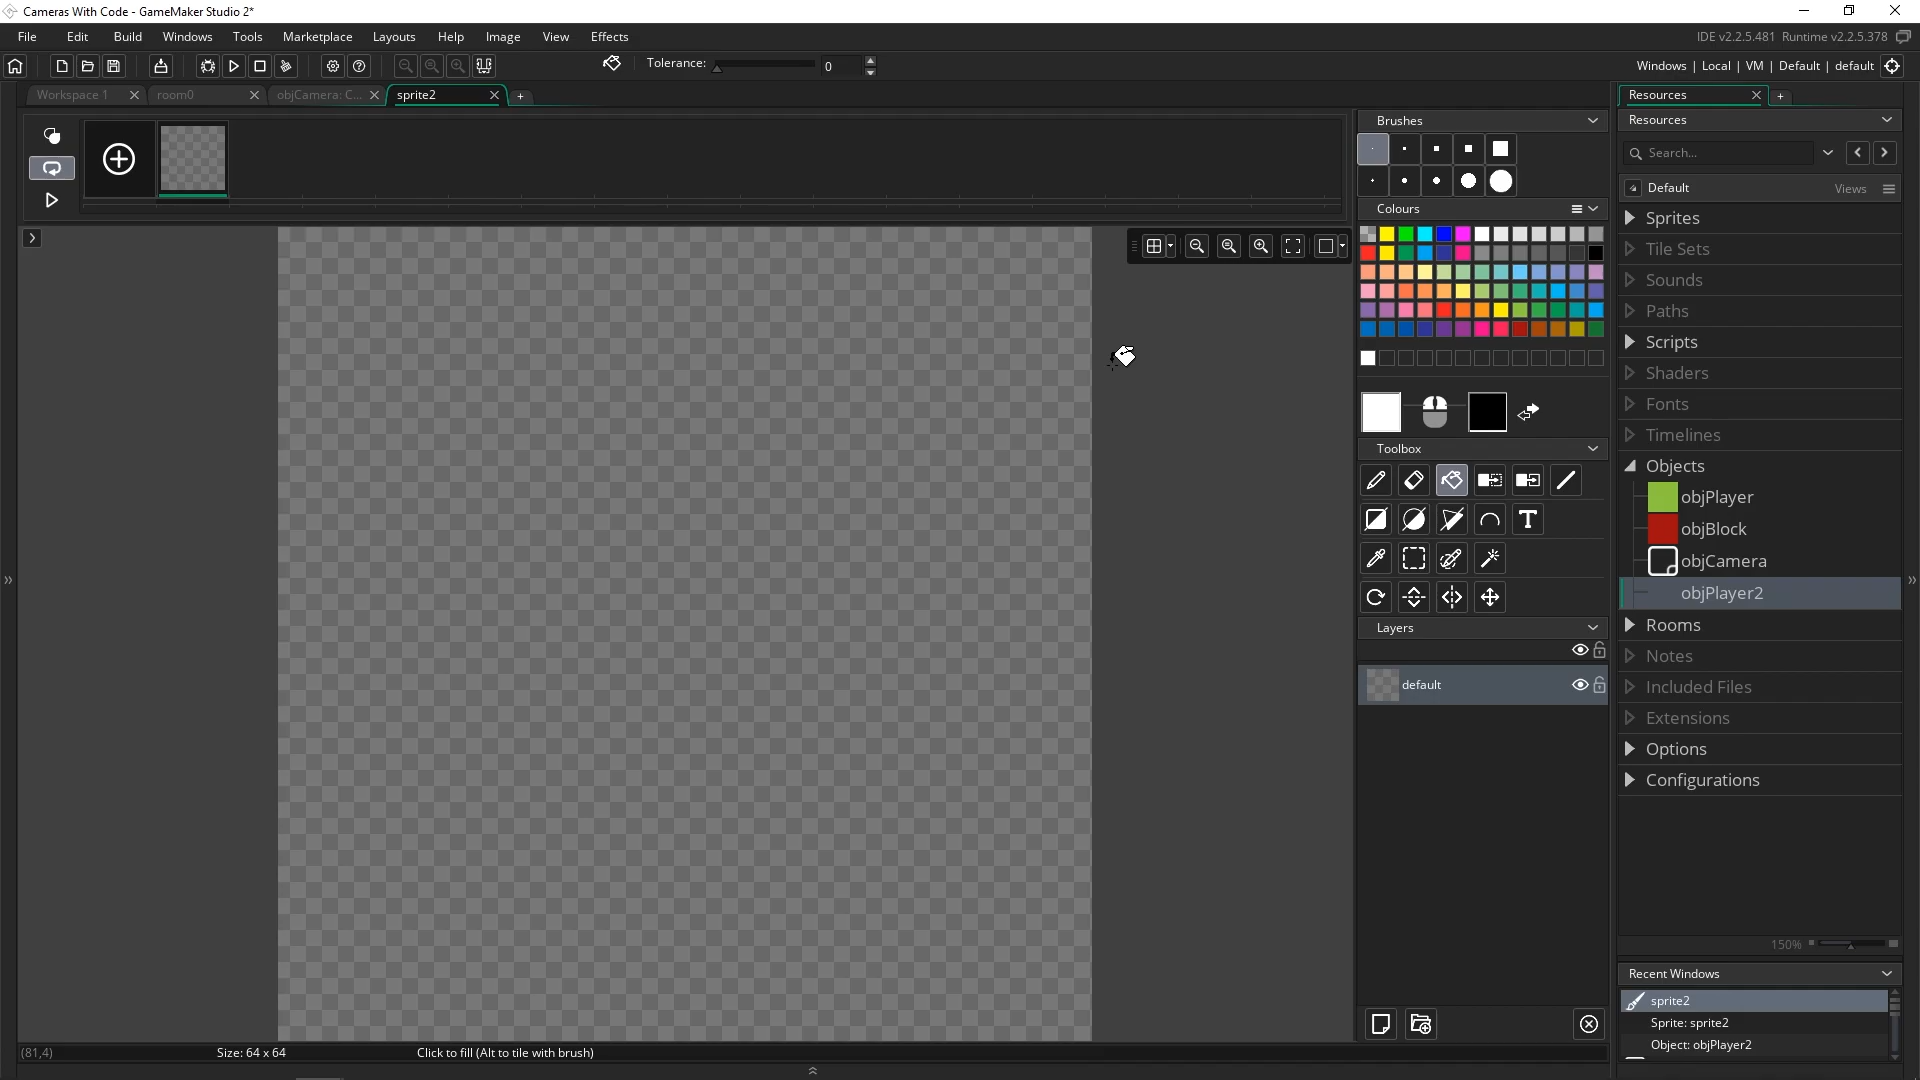 Cameras With Code - GameMaker Studio 2*
File Edit Build Windows Tools Marketplace Layouts Help Image View Effects
IDE v2.2.5.481 Runtime v2.2.5.378
Tolerance: 0
Windows | Local | VM | Default | default
Workspace 1
room0
objCamera: C...
sprite2
Brushes
Colours
Toolbox
Layers
default
Resources
Resources
Search...
Default
Views
Sprites
Tile Sets
Sounds
Paths
Scripts
Shaders
Fonts
Timelines
Objects
objPlayer
objBlock
objCamera
objPlayer2
Rooms
Notes
Included Files
Extensions
Options
Configurations
150%
Recent Windows
sprite2
Sprite: sprite2
Object: objPlayer2
(81,4)
Size: 64 x 64
Click to fill (Alt to tile with brush)